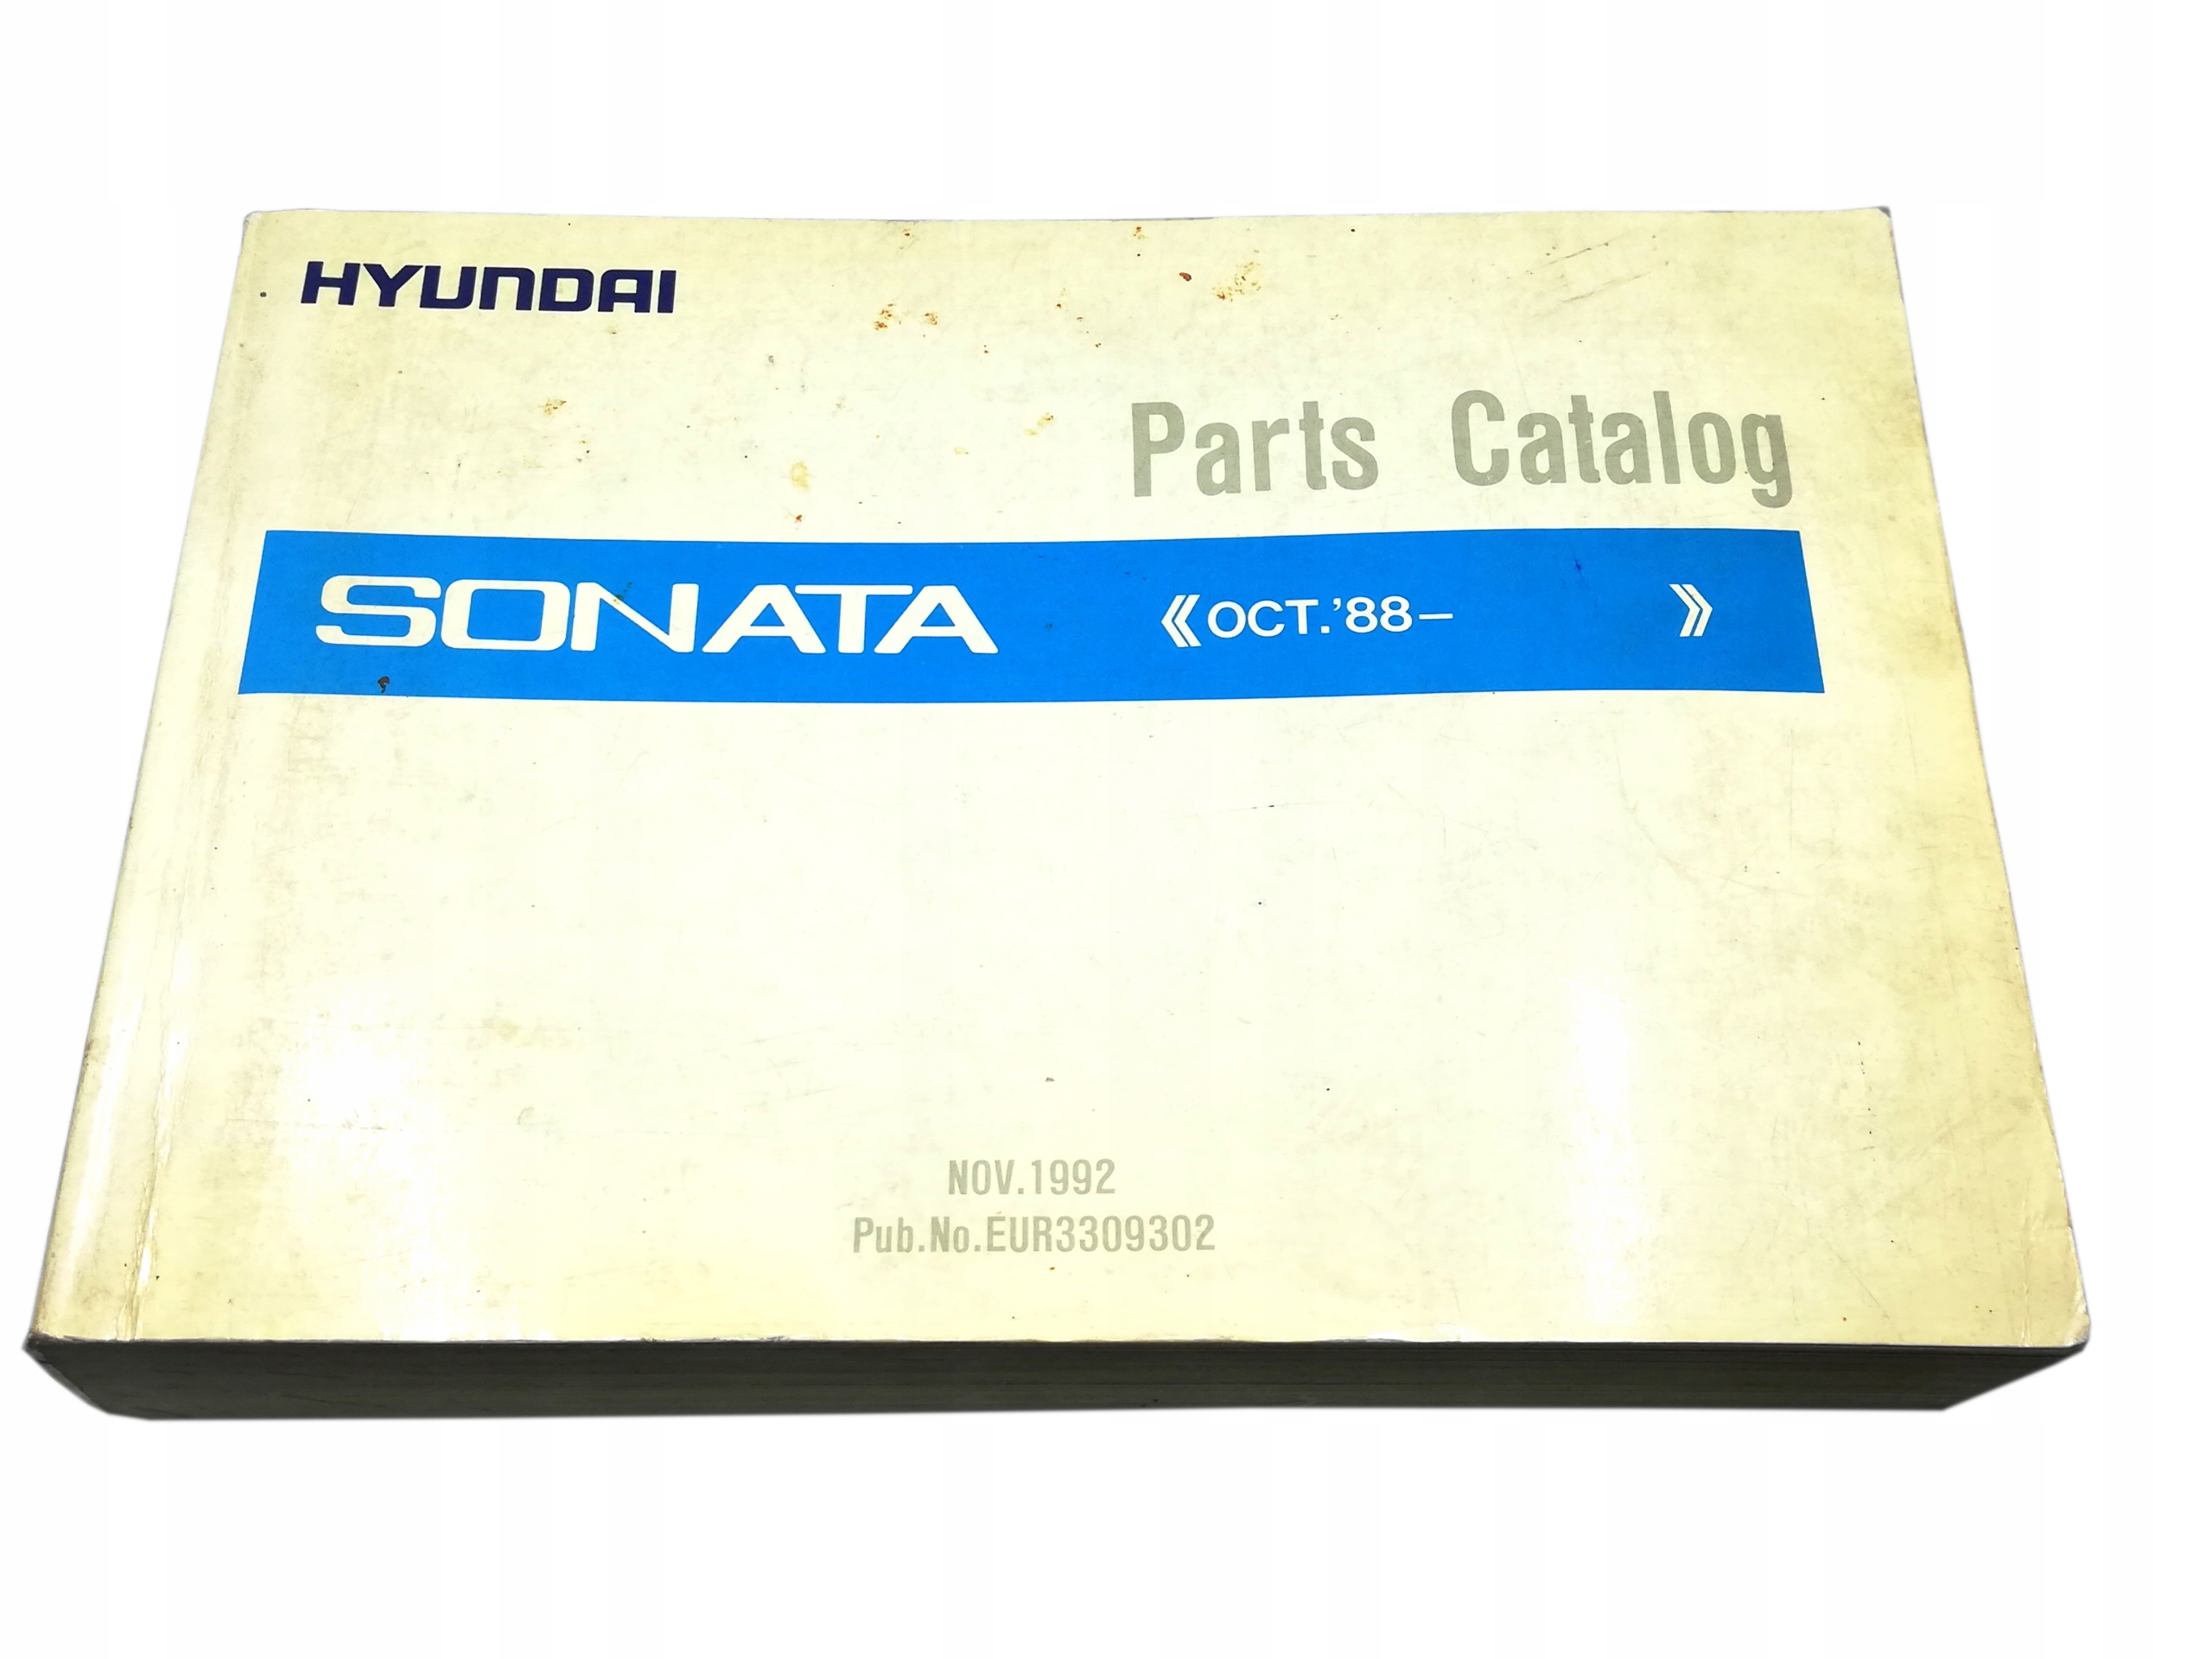 HYUNDAI
Parts Catalog
SONATA 《OCT.'88– 》
NOV.1992
Pub.No.EUR3309302